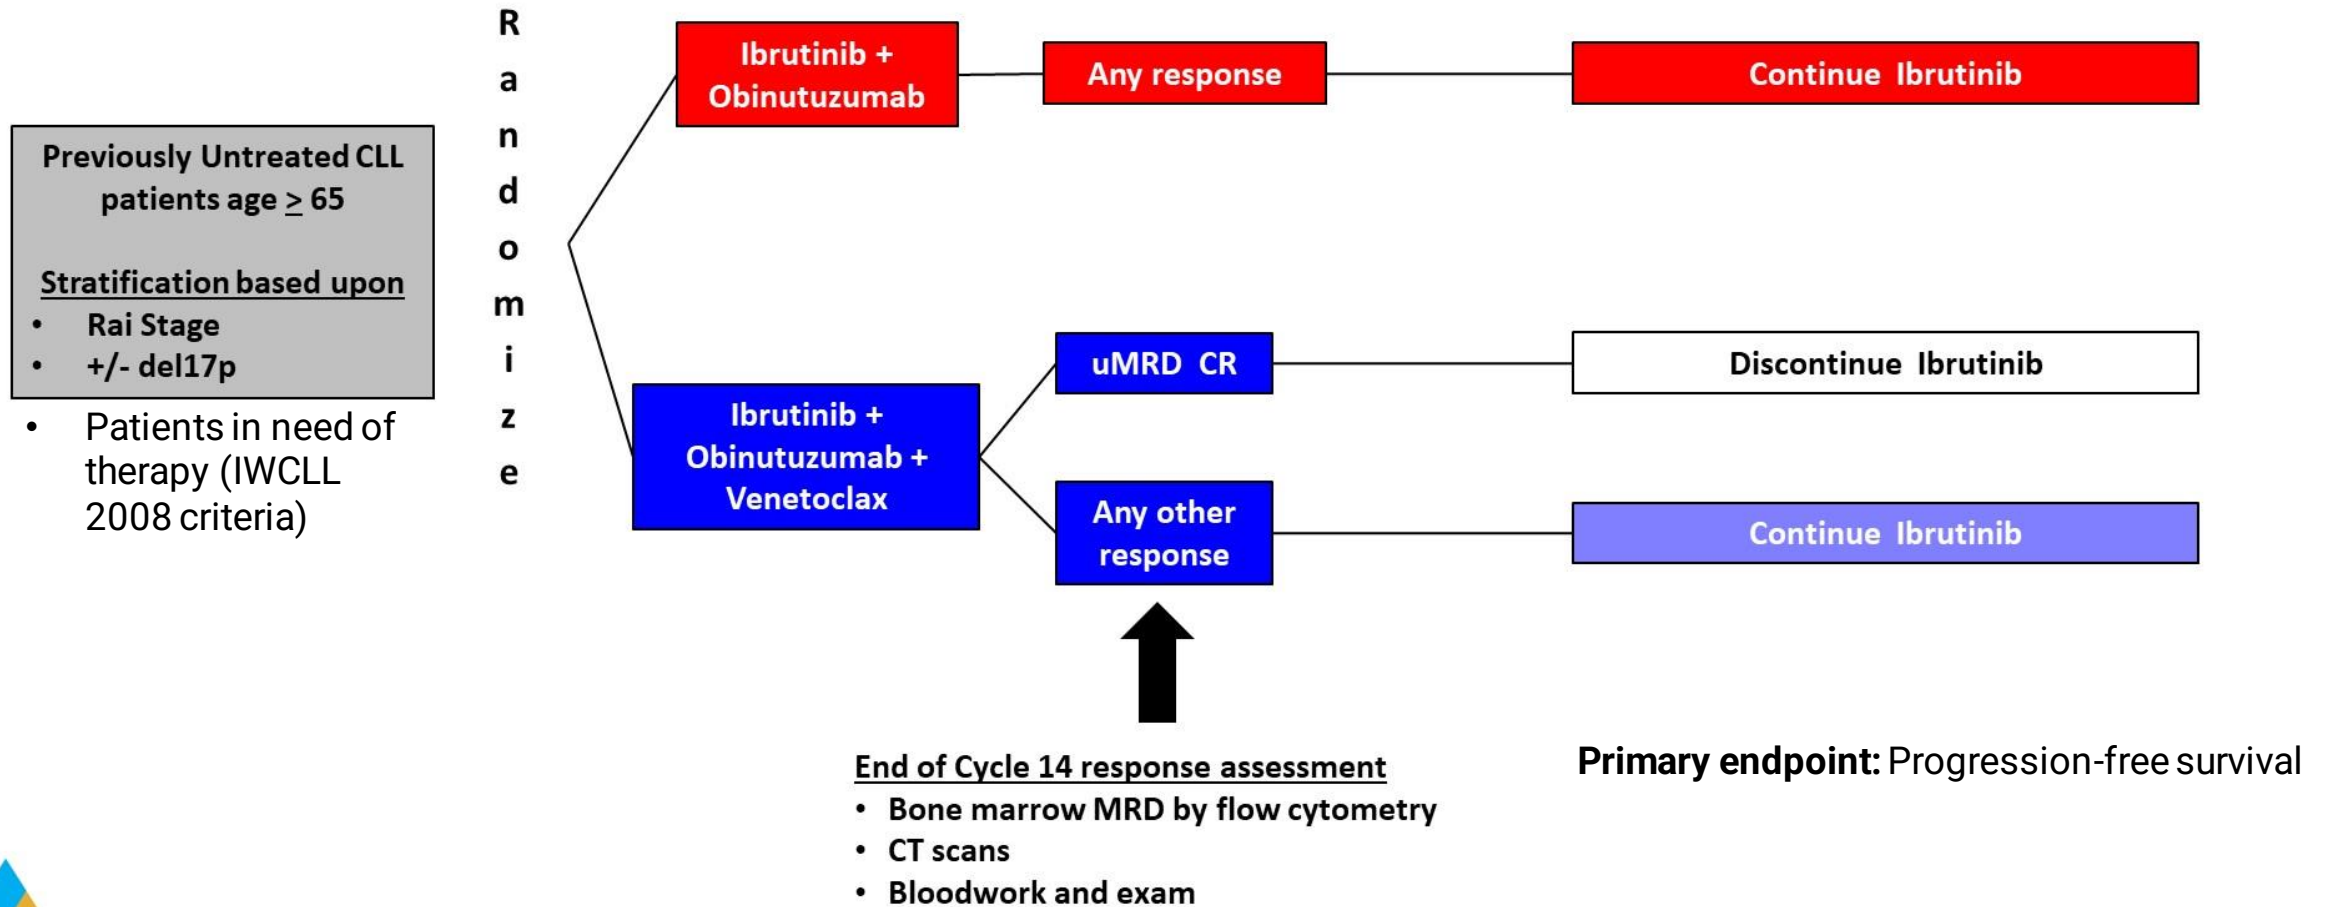 Previously Untreated CLL
patients age ≥ 65
Stratification based upon
• Rai Stage
• +/- del17p
• Patients in need of
therapy (IWCLL
2008 criteria)
R
a
n
d
o
m
i
z
e
Ibrutinib +
Obinutuzumab
Any response
Continue Ibrutinib
Ibrutinib +
Obinutuzumab +
Venetoclax
uMRD CR
Discontinue Ibrutinib
Any other
response
Continue Ibrutinib
End of Cycle 14 response assessment
• Bone marrow MRD by flow cytometry
• CT scans
• Bloodwork and exam
Primary endpoint: Progression-free survival